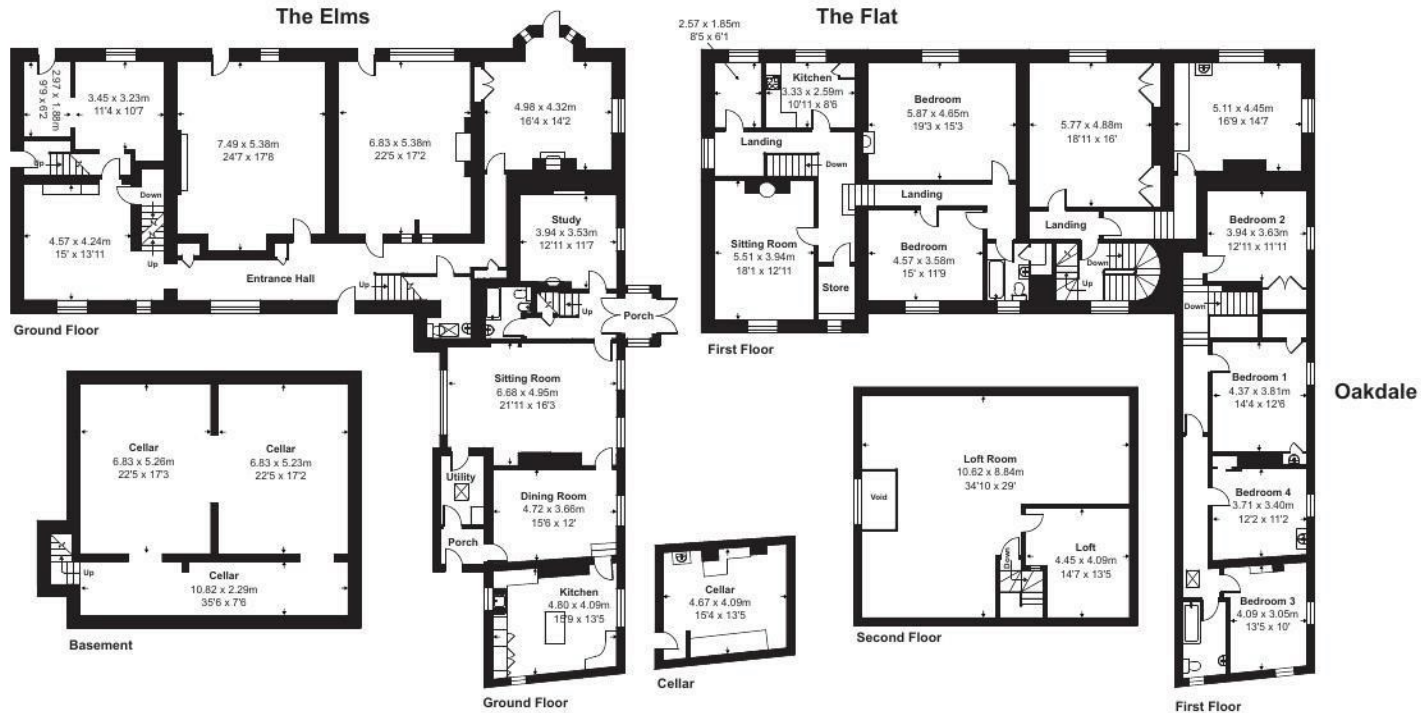 The Elms
2.97 x 1.88m
9'9 x 6'2
3.45 x 3.23m
11'4 x 10'7
7.49 x 5.38m
24'7 x 17'8
6.83 x 5.38m
22'5 x 17'2
4.98 x 4.32m
16'4 x 14'2
Up
Down
Up
4.57 x 4.24m
15' x 13'11
Study
3.94 x 3.53m
12'11 x 11'7
Entrance Hall
Up
Up
Porch
Ground Floor
Sitting Room
6.68 x 4.95m
21'11 x 16'3
Utility
Dining Room
4.72 x 3.66m
15'6 x 12'
Porch
Kitchen
4.80 x 4.09m
15'9 x 13'5
Ground Floor
Cellar
6.83 x 5.26m
22'5 x 17'3
Cellar
6.83 x 5.23m
22'5 x 17'2
Up
Cellar
10.82 x 2.29m
35'6 x 7'6
Basement
Cellar
4.67 x 4.09m
15'4 x 13'5
Cellar
The Flat
2.57 x 1.85m
8'5 x 6'1
Kitchen
3.33 x 2.59m
10'11 x 8'6
Bedroom
5.87 x 4.65m
19'3 x 15'3
5.77 x 4.88m
18'11 x 16'
5.11 x 4.45m
16'9 x 14'7
Landing
Down
Landing
Sitting Room
5.51 x 3.94m
18'1 x 12'11
Bedroom
4.57 x 3.58m
15' x 11'9
Store
Landing
Down
Up
First Floor
Bedroom 2
3.94 x 3.63m
12'11 x 11'11
Down
Bedroom 1
4.37 x 3.81m
14'4 x 12'6
Oakdale
Bedroom 4
3.71 x 3.40m
12'2 x 11'2
Bedroom 3
4.09 x 3.05m
13'5 x 10'
First Floor
Loft Room
10.62 x 8.84m
34'10 x 29'
Void
Down
Loft
4.45 x 4.09m
14'7 x 13'5
Second Floor